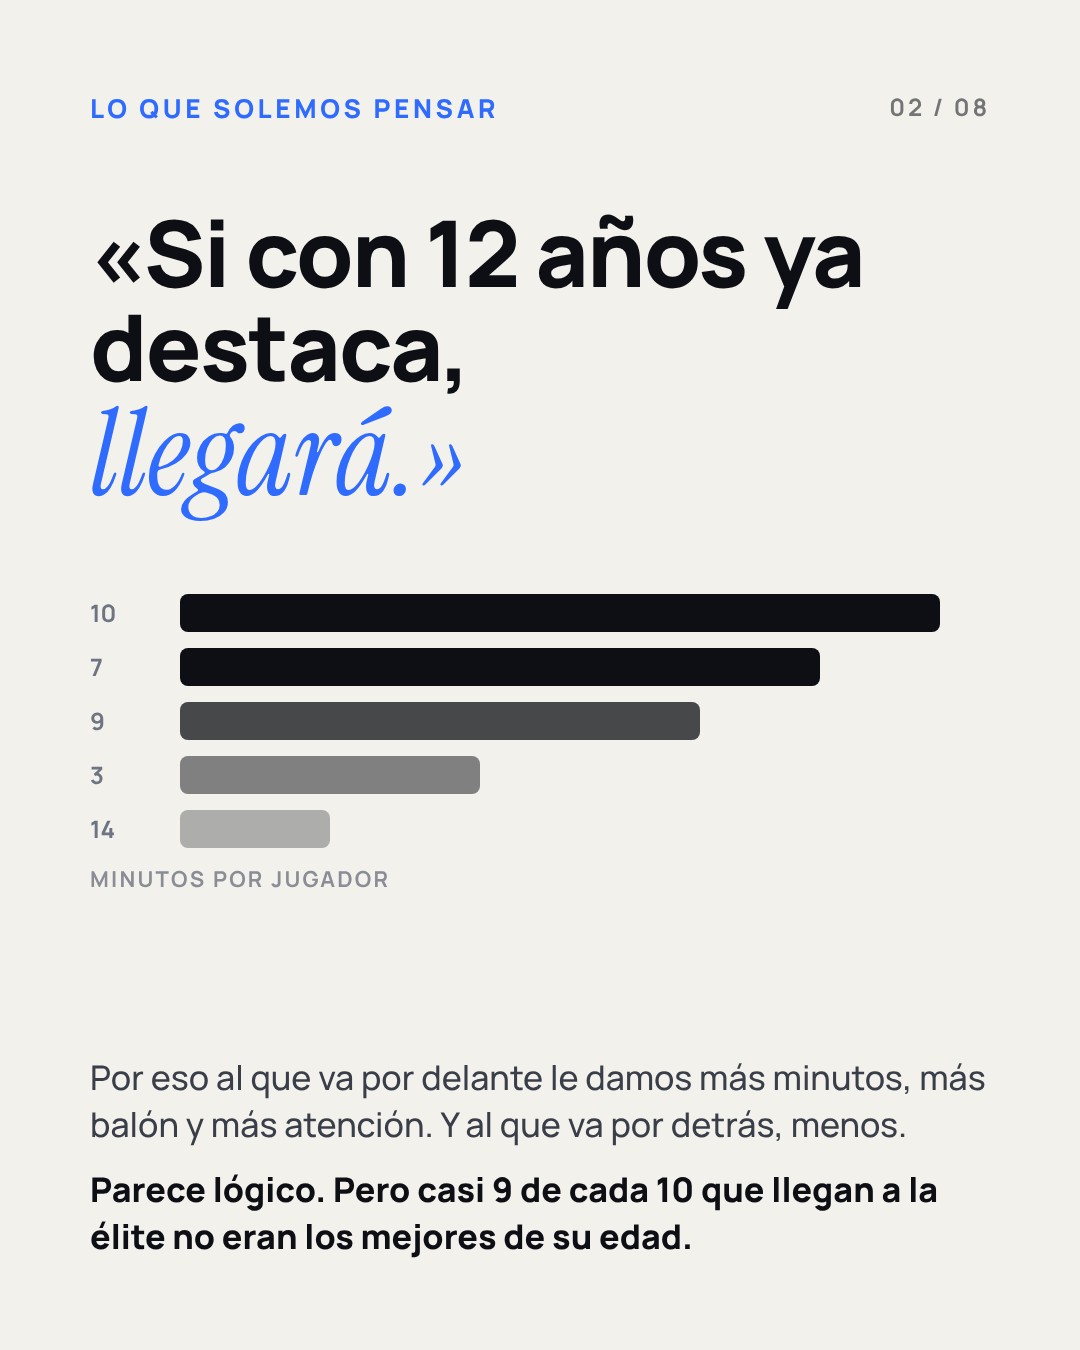 LO QUE SOLEMOS PENSAR
02 / 08
«Si con 12 años ya
destaca,
llegará.»
10
7
9
3
14
MINUTOS POR JUGADOR
Por eso al que va por delante le damos más minutos, más
balón y más atención. Y al que va por detrás, menos.
Parece lógico. Pero casi 9 de cada 10 que llegan a la
élite no eran los mejores de su edad.